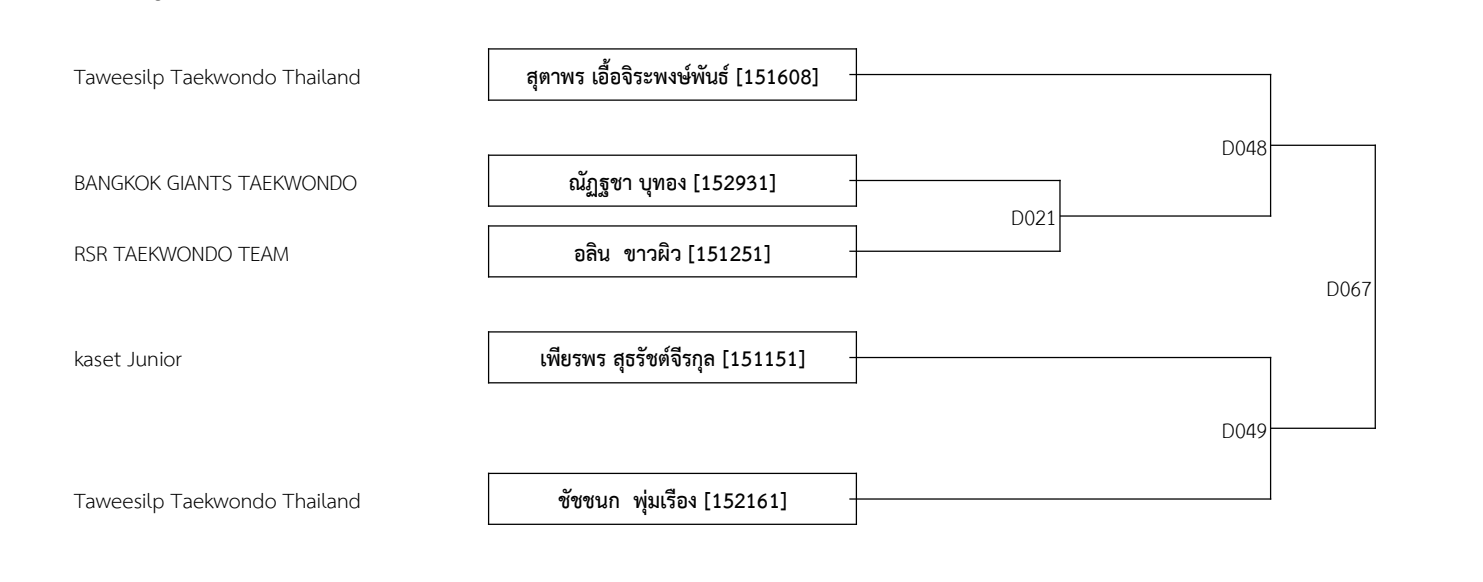 Taweesilp Taekwondo Thailand สุตาพร เอื้อจิระพงษ์พันธ์ [151608]
D048
BANGKOK GIANTS TAEKWONDO ณัฏฐชา บุทอง [152931]
D021
RSR TAEKWONDO TEAM อลิน ขาวผิว [151251]
D067
kaset Junior เพียรพร สุธรัชต์จีรกุล [151151]
D049
Taweesilp Taekwondo Thailand ชัชชนก พุ่มเรือง [152161]